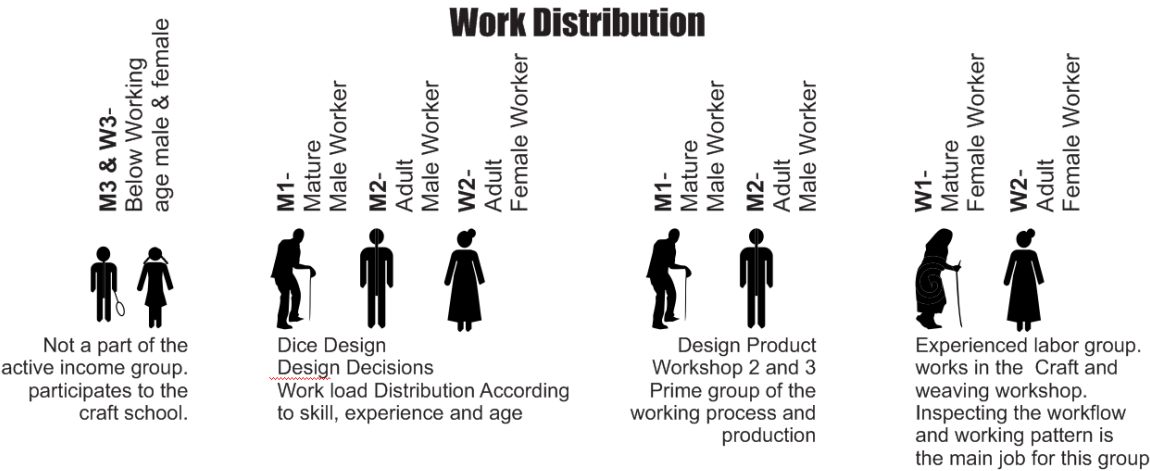 Work Distribution
M3 & W3-
Below Working
age male & female
M1-
Mature
Male Worker
M2-
Adult
Male Worker
W2-
Adult
Female Worker
M1-
Mature
Male Worker
M2-
Adult
Male Worker
W1-
Mature
Female Worker
W2-
Adult
Female Worker
Not a part of the
active income group.
participates to the
craft school.
Dice Design
Design Decisions
Work load Distribution According
to skill, experience and age
Design Product
Workshop 2 and 3
Prime group of the
working process and
production
Experienced labor group.
works in the Craft and
weaving workshop.
Inspecting the workflow
and working pattern is
the main job for this group